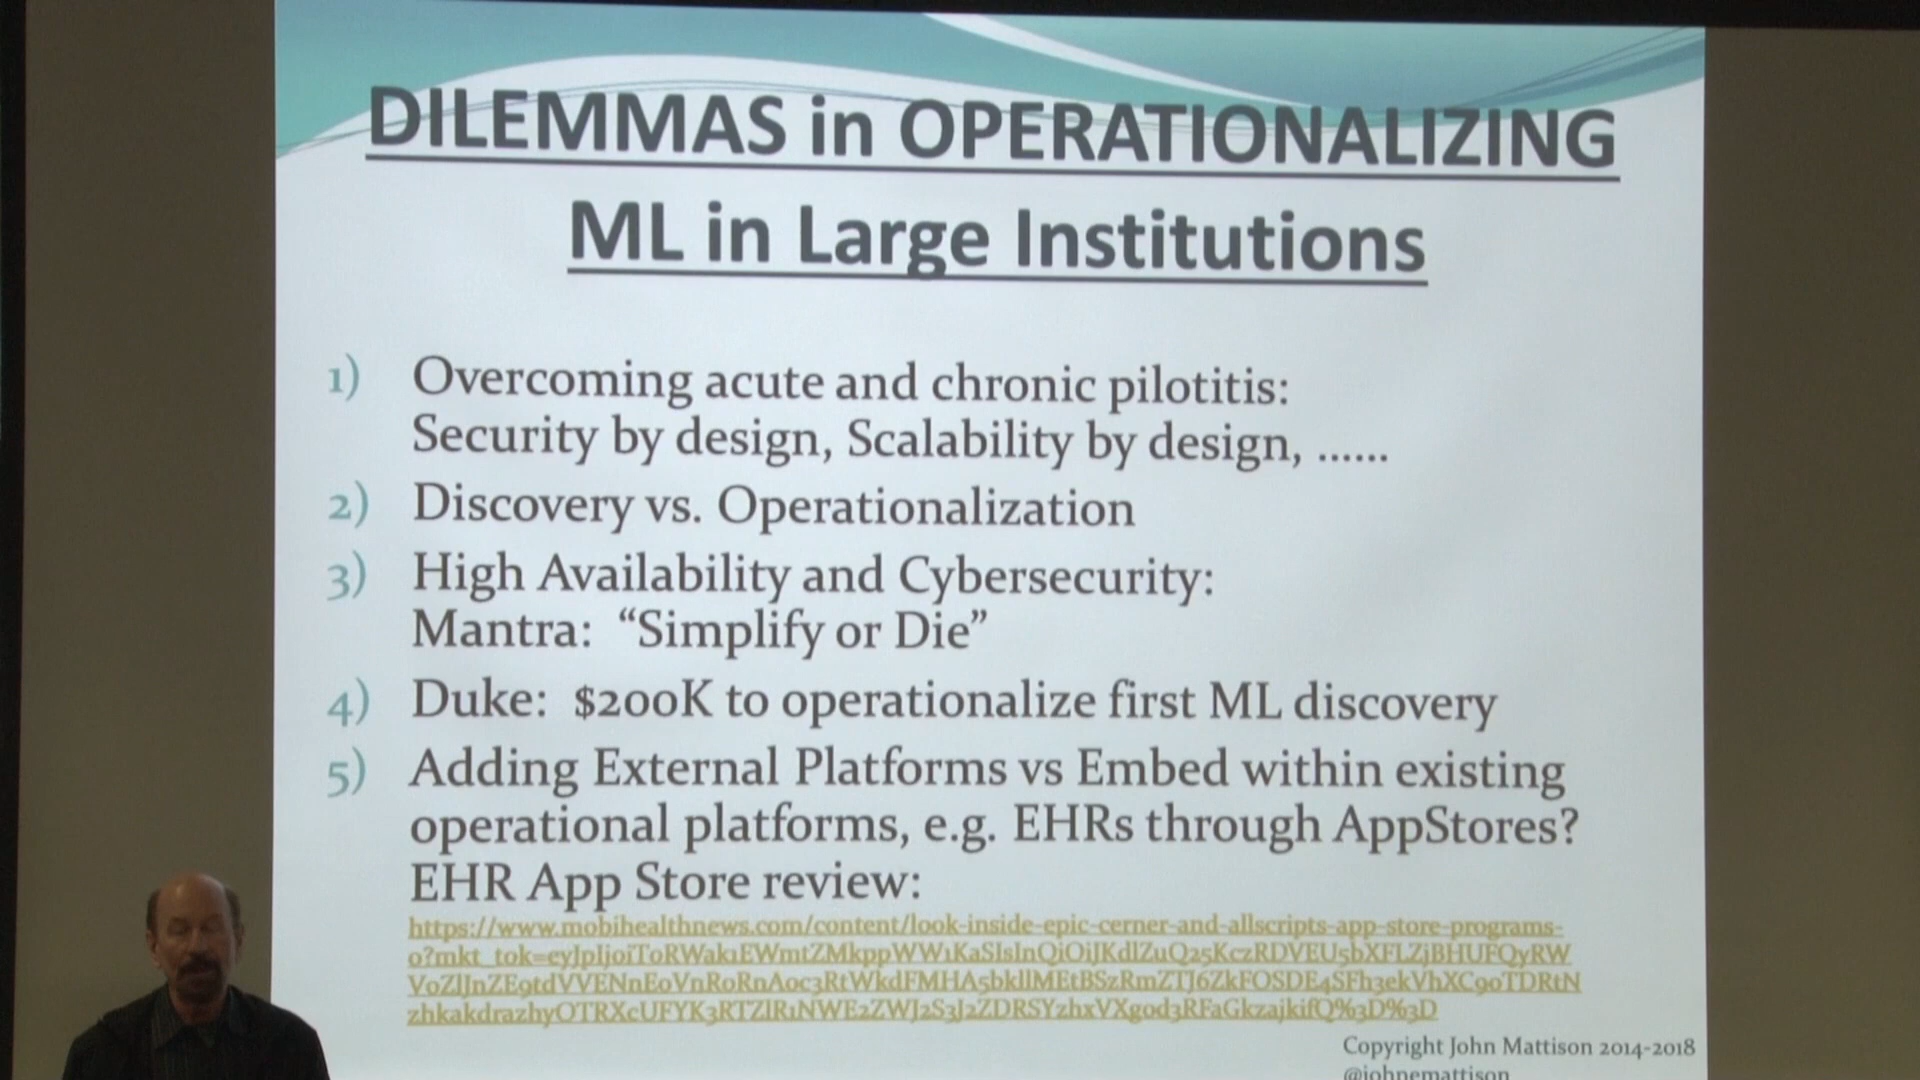 DILEMMAS in OPERATIONALIZING
ML in Large Institutions
1) Overcoming acute and chronic pilotitis:
Security by design, Scalability by design, ......
2) Discovery vs. Operationalization
3) High Availability and Cybersecurity:
Mantra: “Simplify or Die”
4) Duke: $200K to operationalize first ML discovery
5) Adding External Platforms vs Embed within existing
operational platforms, e.g. EHRs through AppStores?
EHR App Store review:
https://www.mobihealthnews.com/content/look-inside-epic-cerner-and-allscripts-app-store-programs-
Copyright John Mattison 2014-2018
@johnemattison